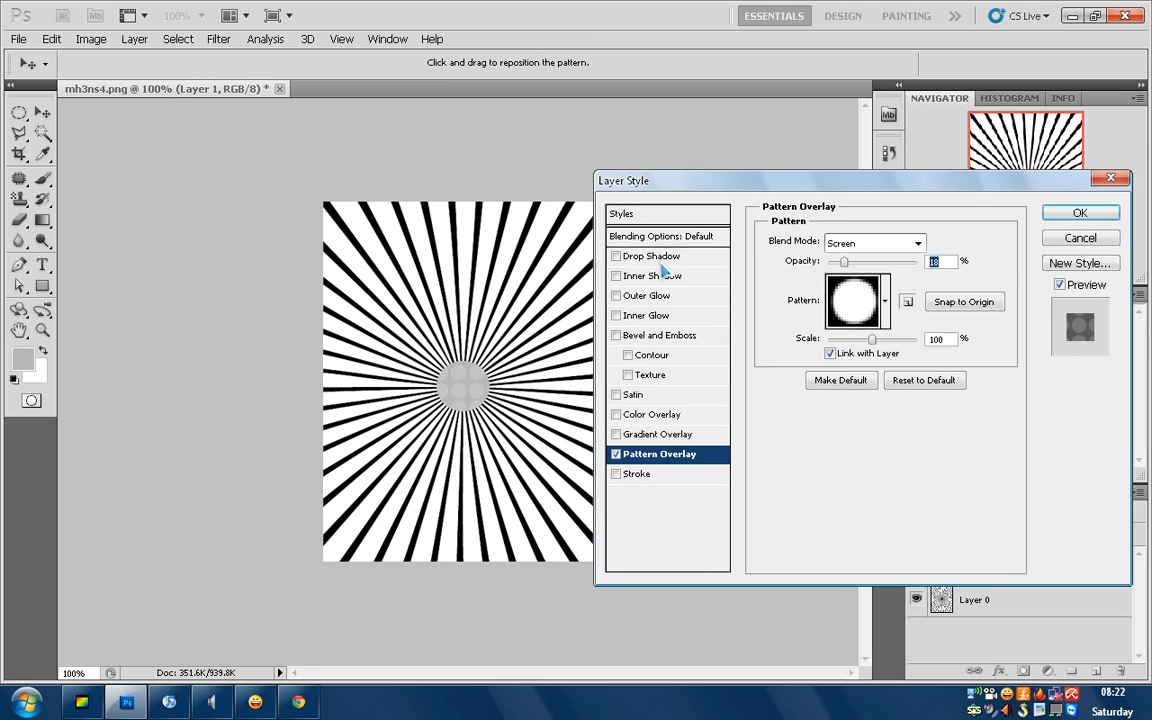 Ps
Br
Mb
100%
ESSENTIALS
DESIGN
PAINTING
CS Live
File
Edit
Image
Layer
Select
Filter
Analysis
3D
View
Window
Help
Click and drag to reposition the pattern.
mh3ns4.png @ 100% (Layer 1, RGB/8) *
NAVIGATOR
HISTOGRAM
INFO
Mb
T
Layer Style
Styles
Blending Options: Default
Drop Shadow
Inner Shadow
Outer Glow
Inner Glow
Bevel and Emboss
Contour
Texture
Satin
Color Overlay
Gradient Overlay
Pattern Overlay
Stroke
Pattern Overlay
Pattern
Blend Mode:
Screen
Opacity:
18
%
Pattern:
Snap to Origin
Scale:
100
%
Link with Layer
Make Default
Reset to Default
OK
Cancel
New Style...
Preview
Layer 0
fx
100%
Doc: 351.6K/939.8K
Ps
08:22
Saturday